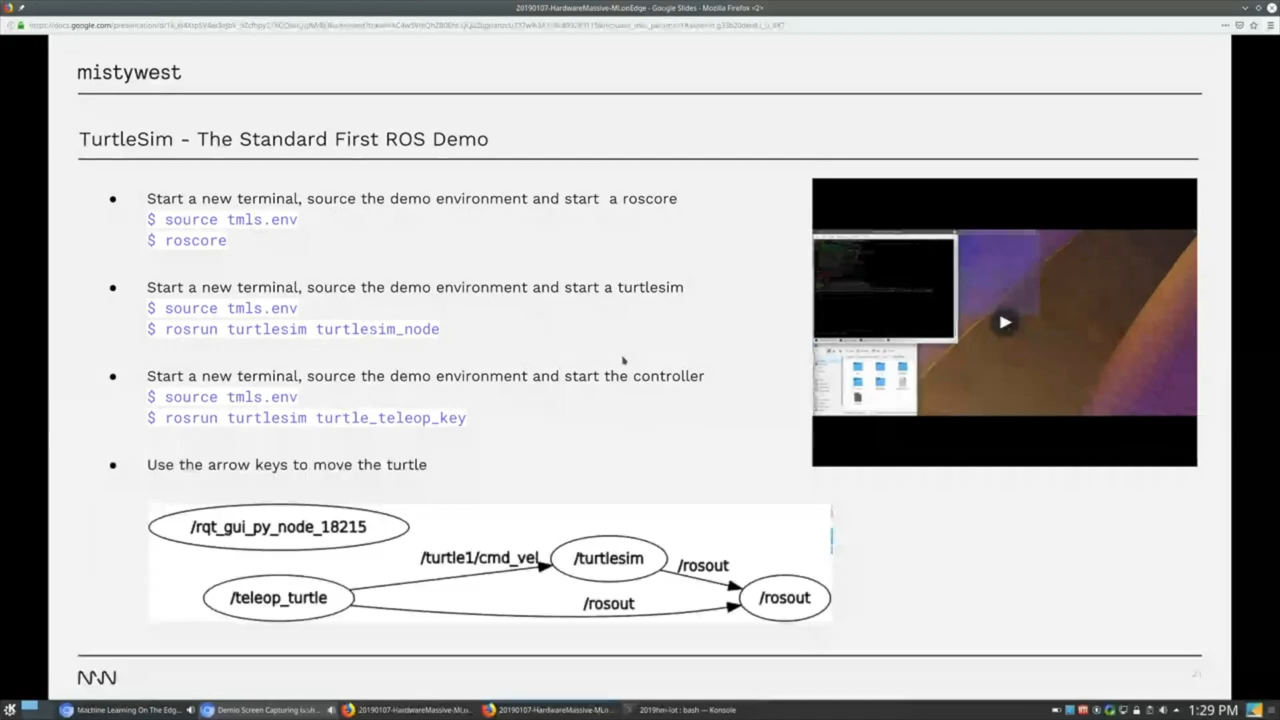 20190107-HardwareMassive-MLonEdge - Google Slides - Mozilla Firefox <2>
mistywest
TurtleSim - The Standard First ROS Demo
● Start a new terminal, source the demo environment and start a roscore
$ source tmls.env
$ roscore
● Start a new terminal, source the demo environment and start a turtlesim
$ source tmls.env
$ rosrun turtlesim turtlesim_node
● Start a new terminal, source the demo environment and start the controller
$ source tmls.env
$ rosrun turtlesim turtle_teleop_key
● Use the arrow keys to move the turtle
/rqt_gui_py_node_18215
/turtle1/cmd_vel
/turtlesim
/rosout
/teleop_turtle
/rosout
/rosout
Machine Learning On The Edg...
Demio Screen Capturing is sh...
20190107-HardwareMassive-MLo...
20190107-HardwareMassive-MLo...
2019hm-iot : bash — Konsole
1:29 PM